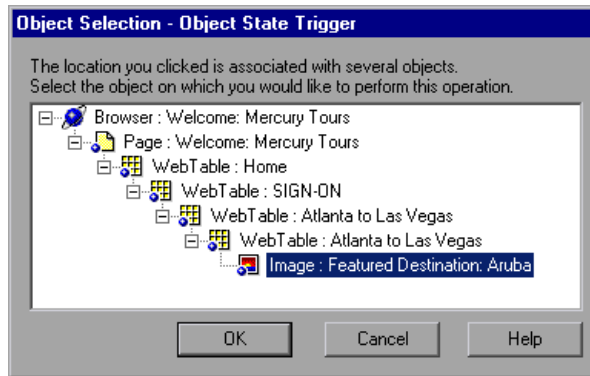 Object Selection - Object State Trigger
The location you clicked is associated with several objects.
Select the object on which you would like to perform this operation.
Browser : Welcome: Mercury Tours
Page : Welcome: Mercury Tours
WebTable : Home
WebTable : SIGN-ON
WebTable : Atlanta to Las Vegas
WebTable : Atlanta to Las Vegas
Image : Featured Destination: Aruba
OK Cancel Help